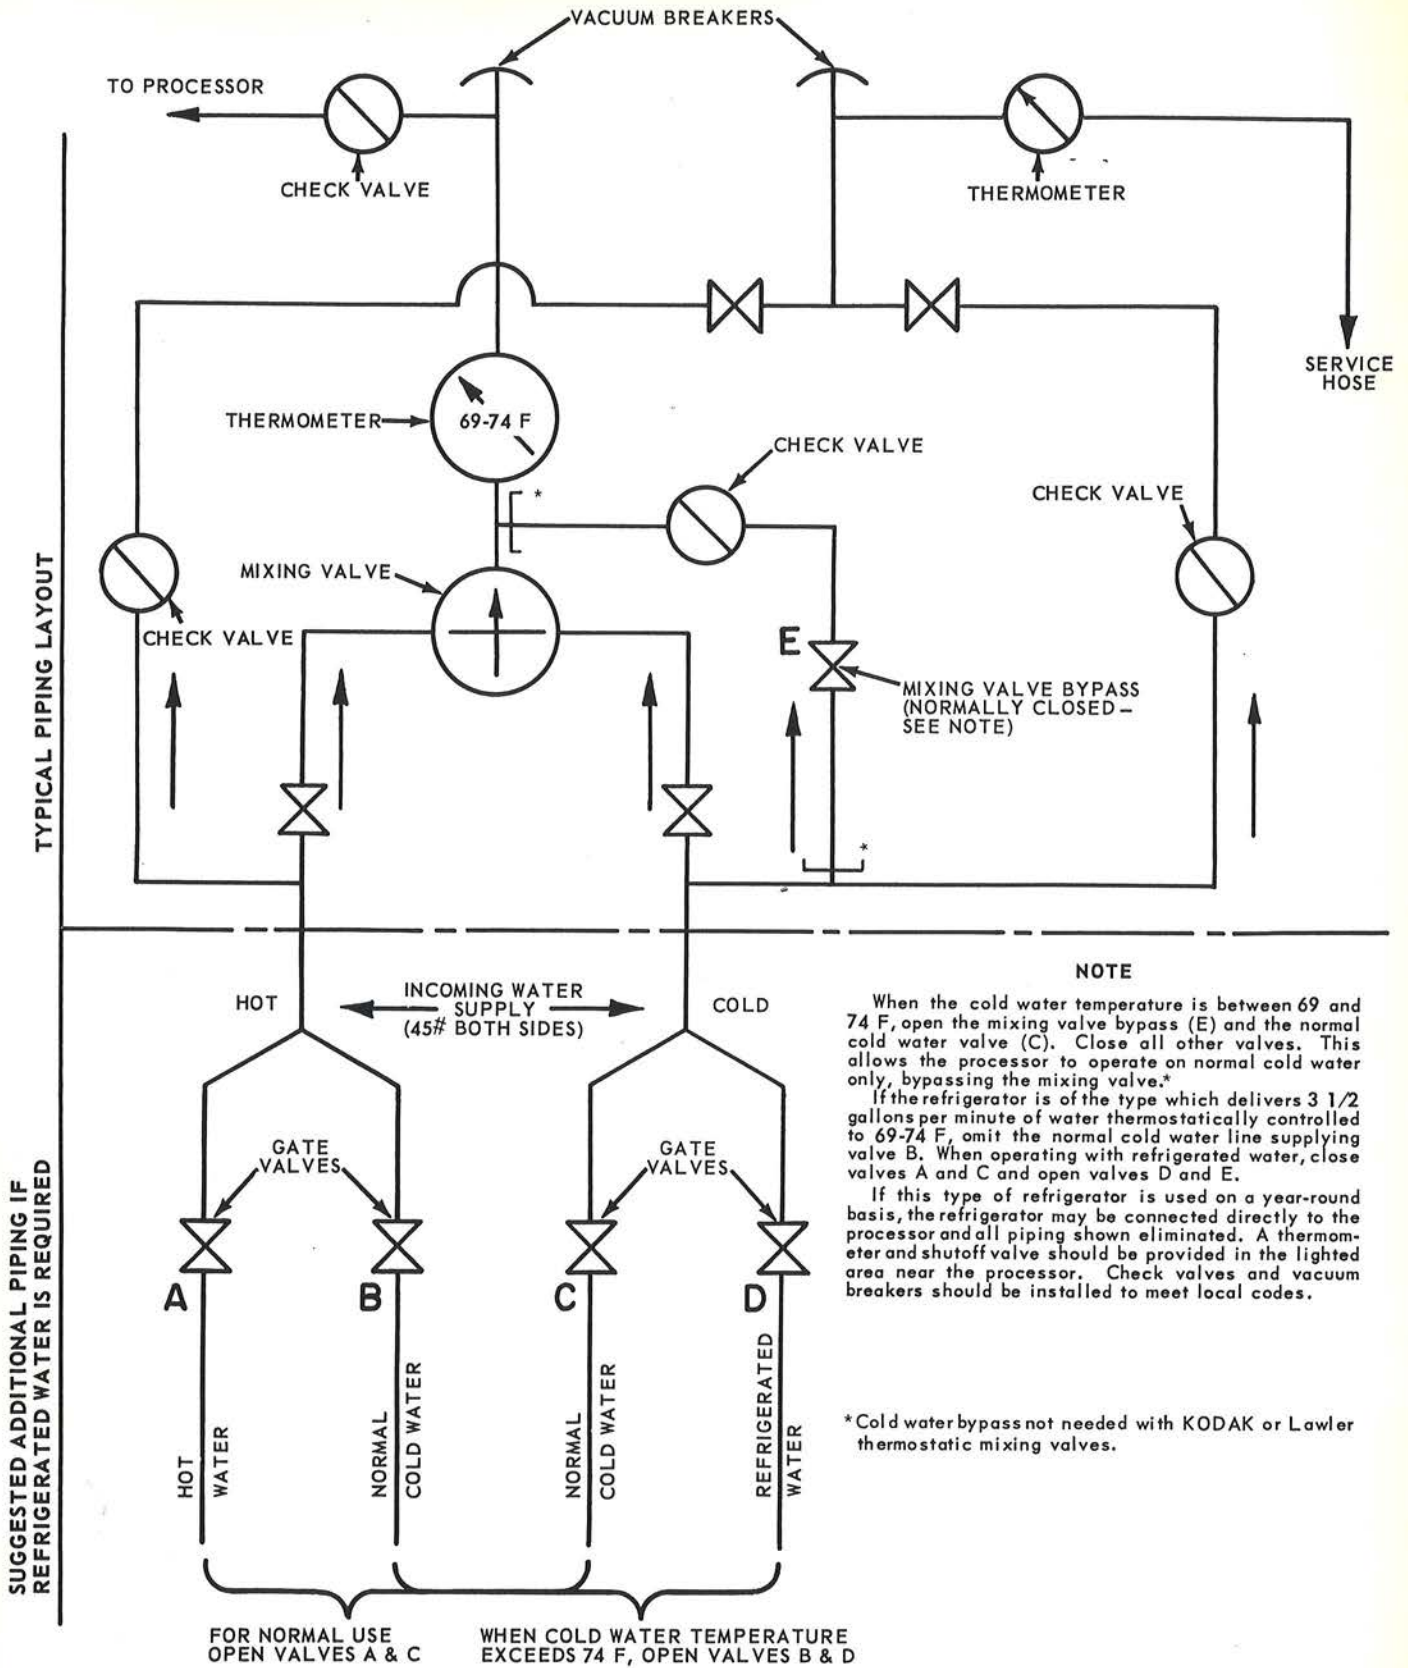 VACUUM BREAKERS
TO PROCESSOR
CHECK VALVE
THERMOMETER
SERVICE
HOSE
THERMOMETER
69-74 F
CHECK VALVE
*
CHECK VALVE
MIXING VALVE
CHECK VALVE
E
MIXING VALVE BYPASS
(NORMALLY CLOSED –
SEE NOTE)
*
TYPICAL PIPING LAYOUT
HOT
INCOMING WATER
SUPPLY
(45# BOTH SIDES)
COLD
NOTE
When the cold water temperature is between 69 and
74 F, open the mixing valve bypass (E) and the normal
cold water valve (C). Close all other valves. This
allows the processor to operate on normal cold water
only, bypassing the mixing valve.*
If the refrigerator is of the type which delivers 3 1/2
gallons per minute of water thermostatically controlled
to 69-74 F, omit the normal cold water line supplying
valve B. When operating with refrigerated water, close
valves A and C and open valves D and E.
If this type of refrigerator is used on a year-round
basis, the refrigerator may be connected directly to the
processor and all piping shown eliminated. A thermom-
eter and shutoff valve should be provided in the lighted
area near the processor. Check valves and vacuum
breakers should be installed to meet local codes.
GATE
VALVES
GATE
VALVES
A
B
C
D
HOT
WATER
NORMAL
COLD WATER
NORMAL
COLD WATER
REFRIGERATED
WATER
*Cold water bypass not needed with KODAK or Lawler
thermostatic mixing valves.
SUGGESTED ADDITIONAL PIPING IF
REFRIGERATED WATER IS REQUIRED
FOR NORMAL USE
OPEN VALVES A & C
WHEN COLD WATER TEMPERATURE
EXCEEDS 74 F, OPEN VALVES B & D